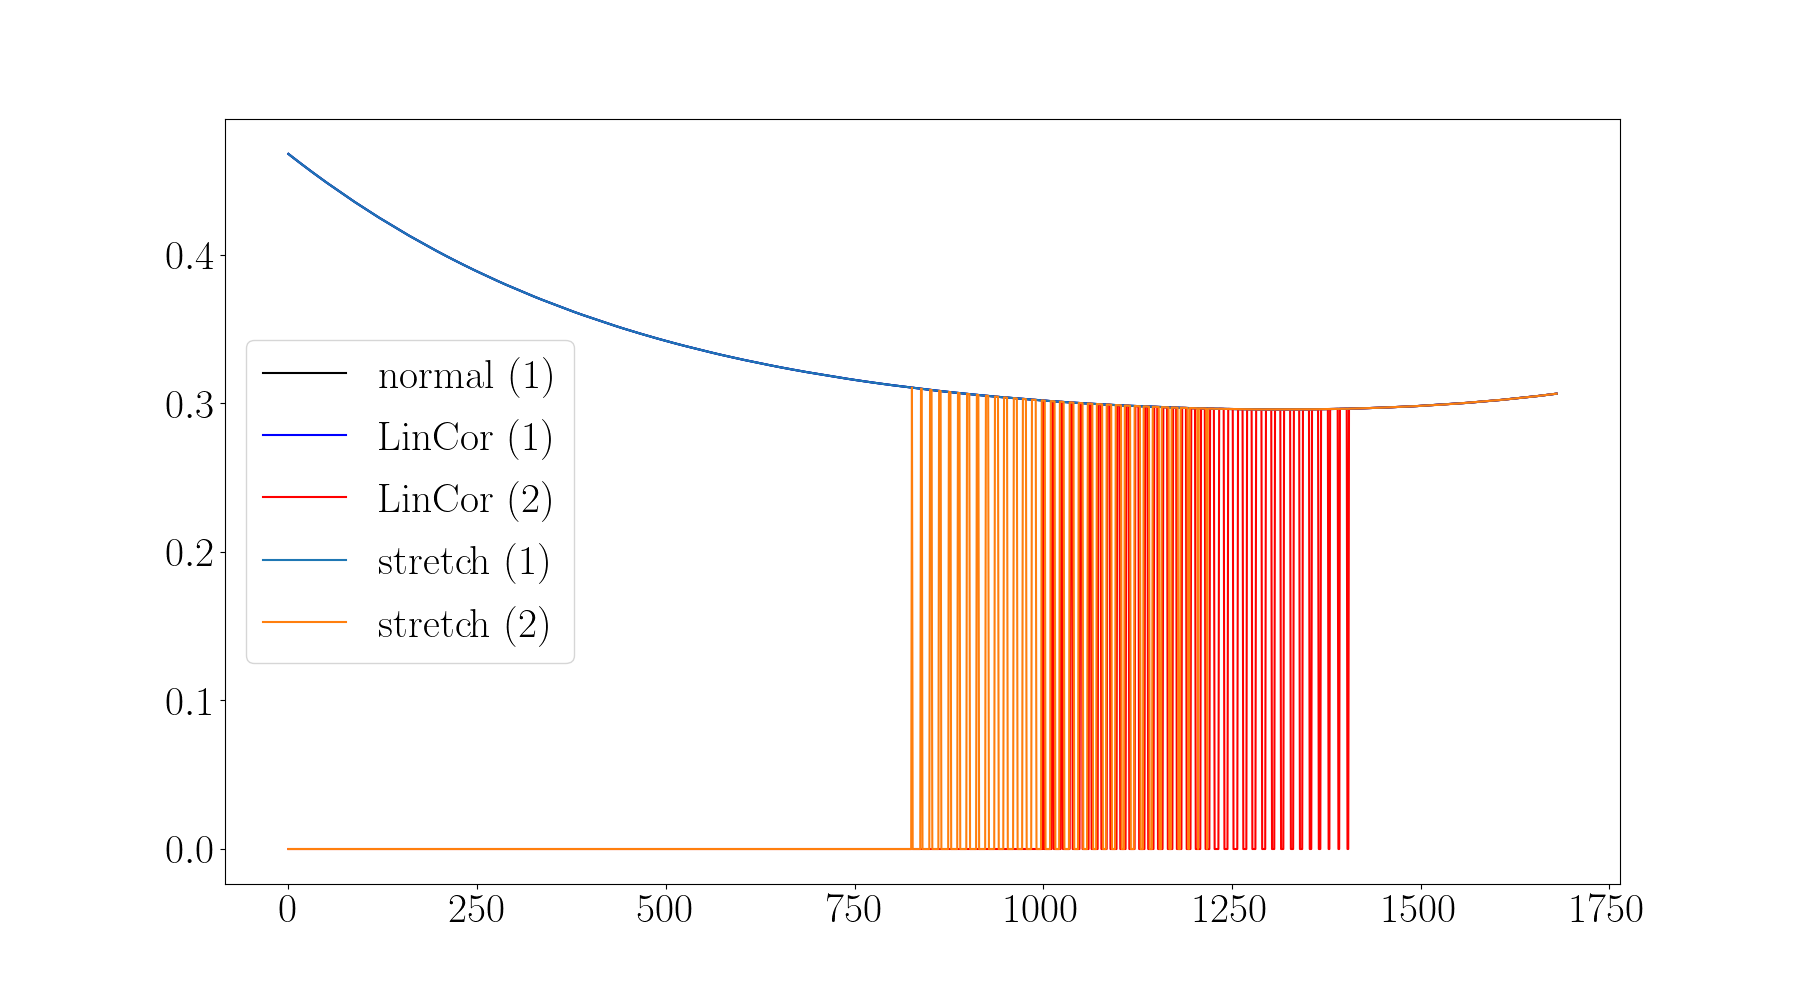 0.4
0.3
0.2
0.1
0.0
normal (1)
LinCor (1)
LinCor (2)
stretch (1)
stretch (2)
0 250 500 750 1000 1250 1500 1750